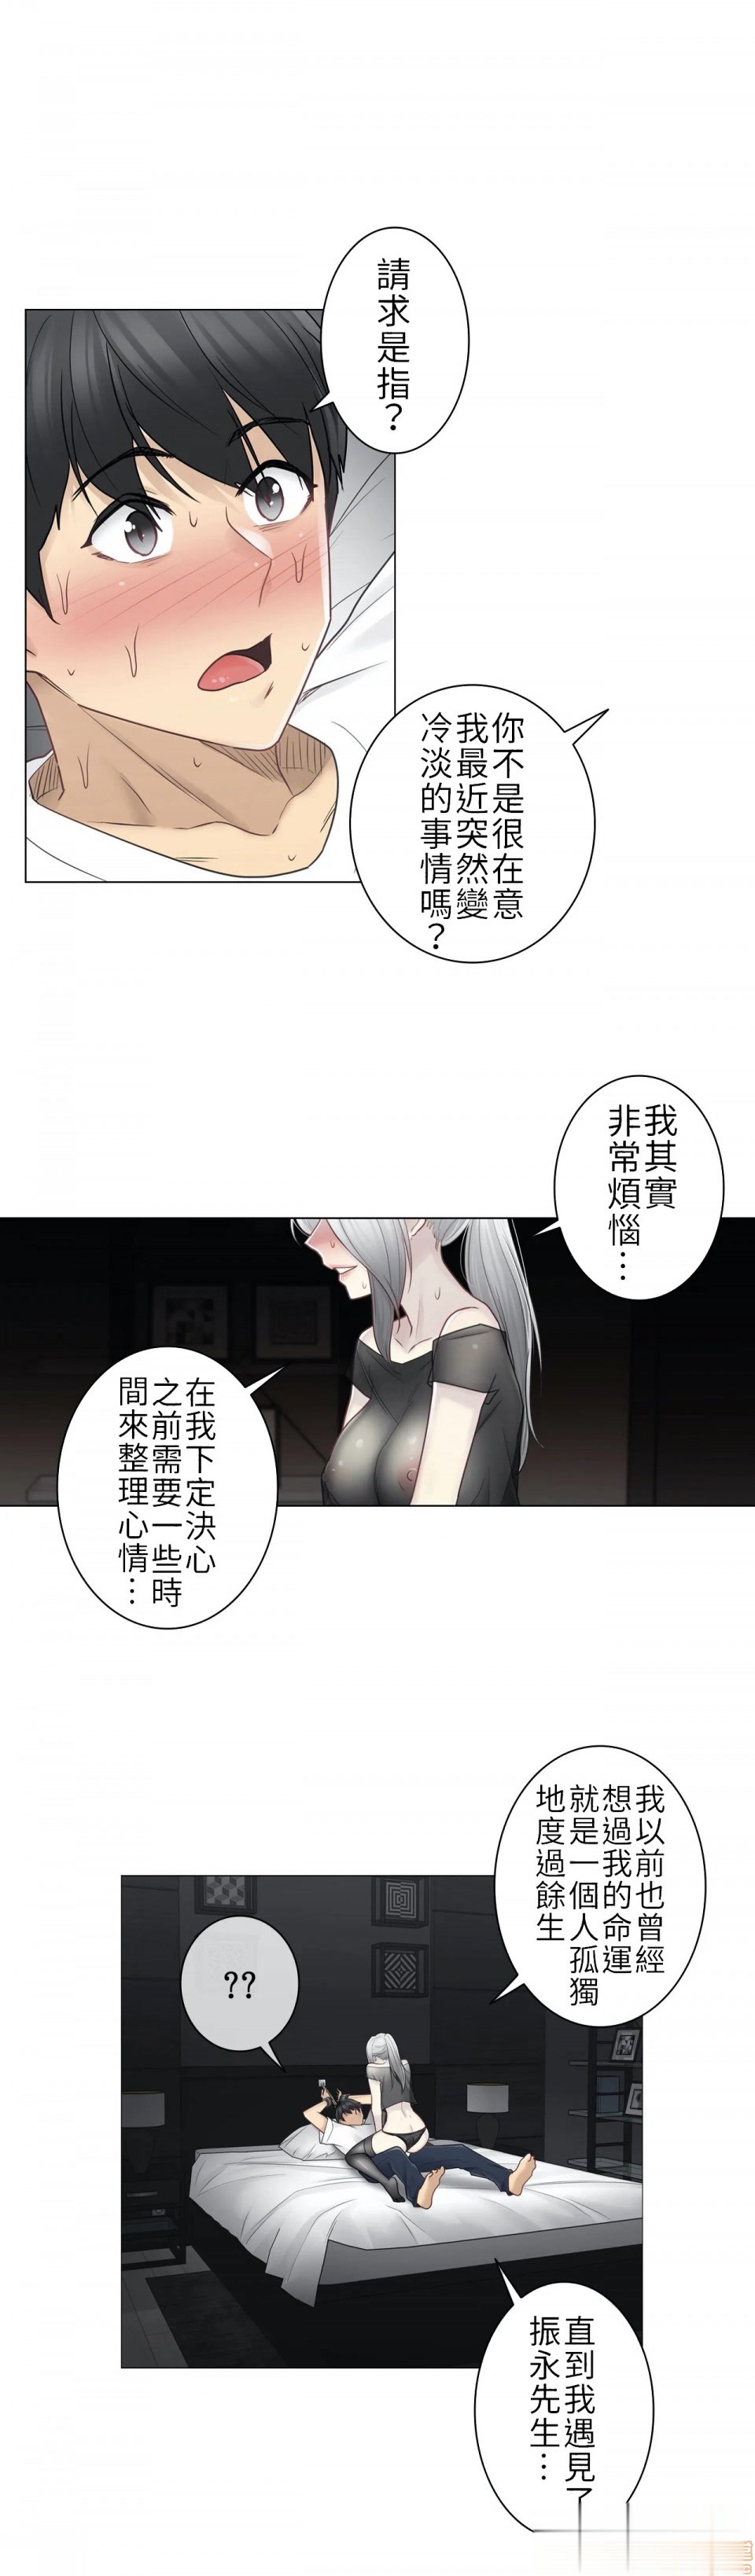 請求是指？
你不是很在意
我最近突然變
冷淡的事情嗎？
我其實
非常煩惱…
在我下定決心
之前需要一些時
間來整理心情…
我以前也曾經
想過我的命運
就是一個人孤獨
地度過餘生
??
直到我遇見了
振永先生…